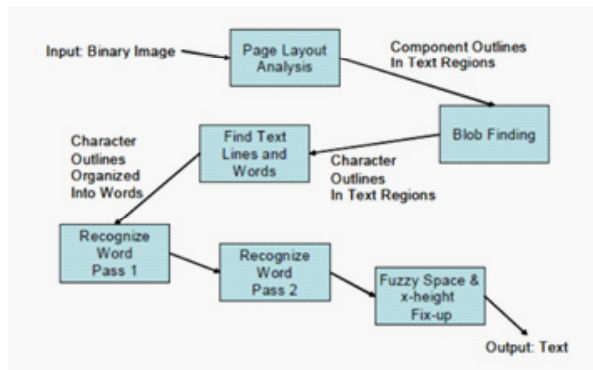 Input: Binary Image
Page Layout
Analysis
Component Outlines
In Text Regions
Blob Finding
Character
Outlines
In Text Regions
Find Text
Lines and
Words
Character
Outlines
Organized
Into Words
Recognize
Word
Pass 1
Recognize
Word
Pass 2
Fuzzy Space &
x-height
Fix-up
Output: Text